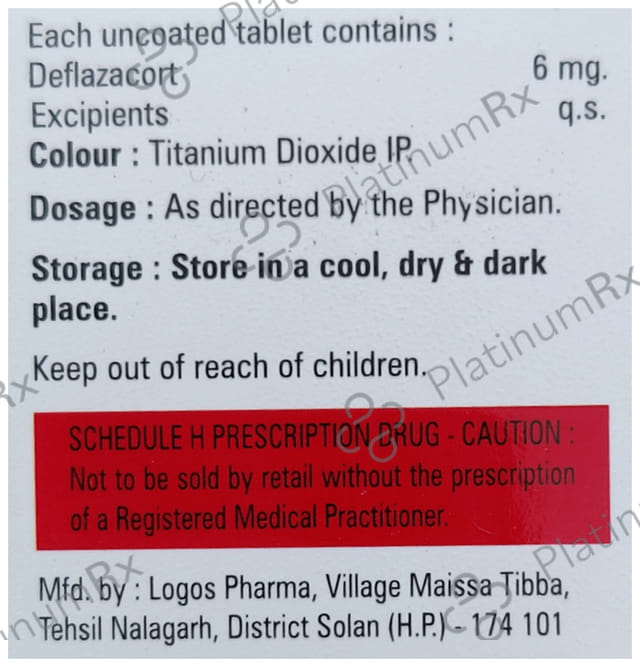 Each uncoated tablet contains :
Deflazacort 6 mg.
Excipients q.s.
Colour : Titanium Dioxide IP.
Dosage : As directed by the Physician.
Storage : Store in a cool, dry & dark
place.
Keep out of reach of children.
SCHEDULE H PRESCRIPTION DRUG - CAUTION :
Not to be sold by retail without the prescription
of a Registered Medical Practitioner.
Mfd. by : Logos Pharma, Village Maissa Tibba,
Tehsil Nalagarh, District Solan (H.P.) - 174 101
PlatinumRx
PlatinumRx